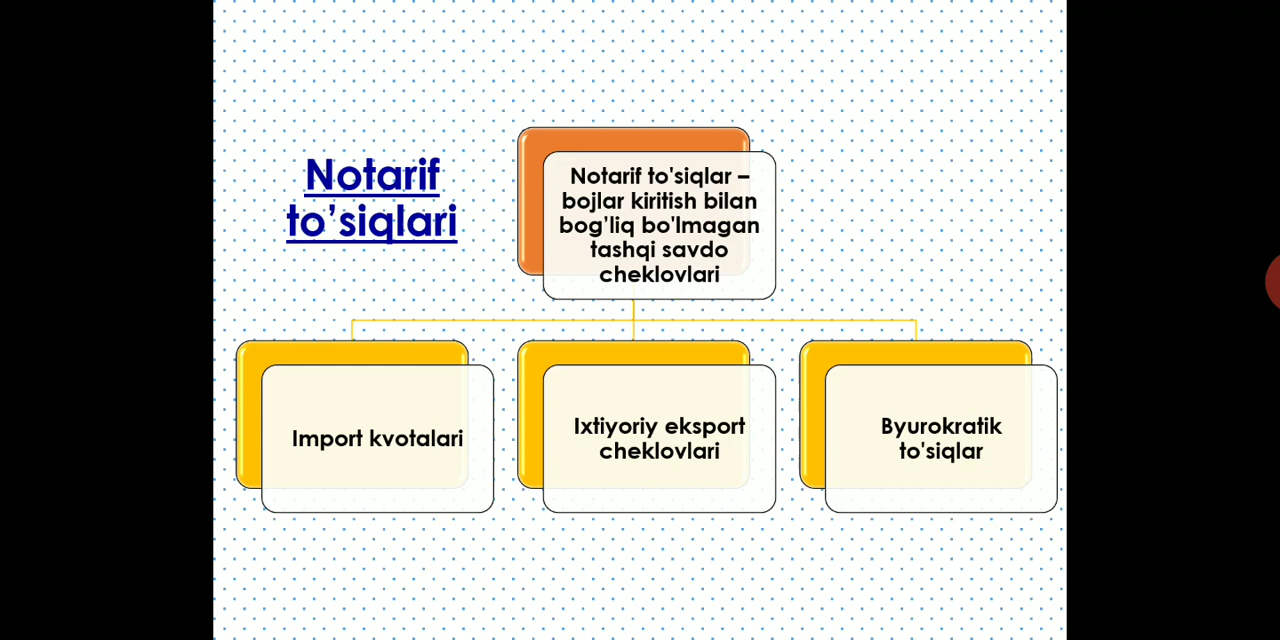 Notarif
to’siqlari
Notarif to'siqlar –
bojlar kiritish bilan
bog’liq bo'lmagan
tashqi savdo
cheklovlari
Import kvotalari
Ixtiyoriy eksport
cheklovlari
Byurokratik
to'siqlar